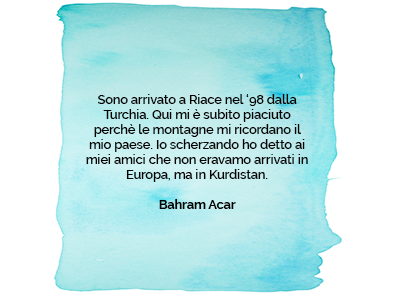 Sono arrivato a Riace nel '98 dalla
Turchia. Qui mi è subito piaciuto
perchè le montagne mi ricordano il
mio paese. Io scherzando ho detto ai
miei amici che non eravamo arrivati in
Europa, ma in Kurdistan.
Bahram Acar